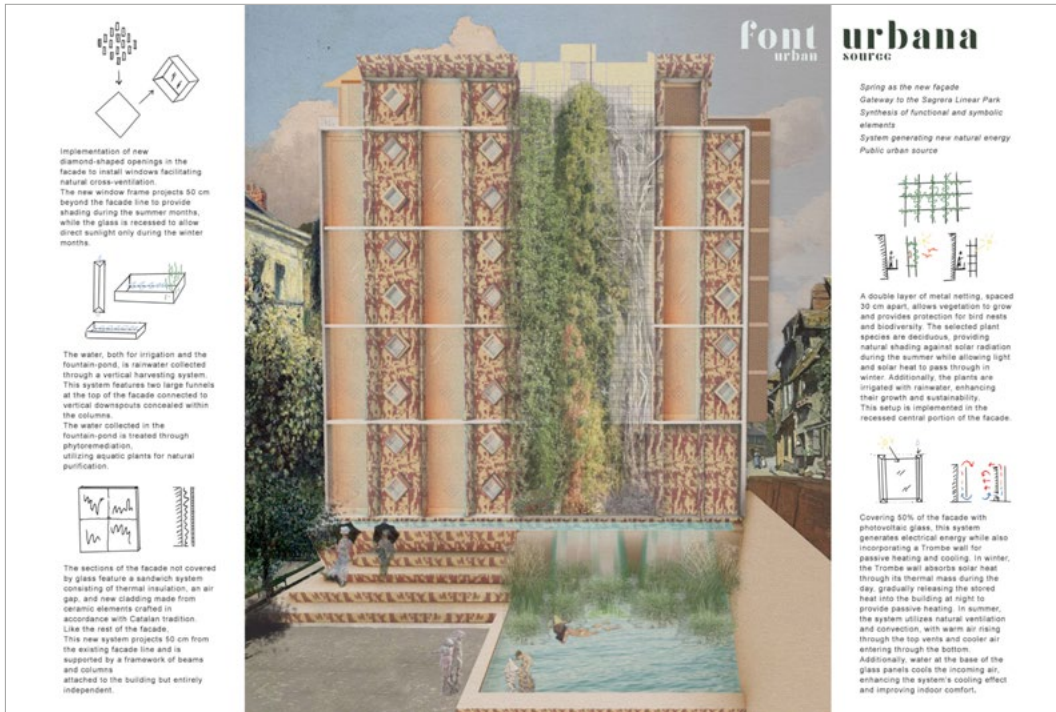 font urbana
urban source
Implementation of new
diamond-shaped openings in the
facade to install windows facilitating
natural cross-ventilation.
The new window frame projects 50 cm
beyond the facade line to provide
shading during the summer months,
while the glass is recessed to allow
direct sunlight only during the winter
months.
The water, both for irrigation and the
fountain-pond, is rainwater collected
through a vertical harvesting system.
This system features two large funnels
at the top of the facade connected to
vertical downspouts concealed within
the columns.
The water collected in the
fountain-pond is treated through
phytoremediation,
utilizing aquatic plants for natural
purification.
The sections of the facade not covered
by glass feature a sandwich system
consisting of thermal insulation, an air
gap, and new cladding made from
ceramic elements crafted in
accordance with Catalan tradition.
Like the rest of the facade,
This new system projects 50 cm from
the existing facade line and is
supported by a framework of beams
and columns
attached to the building but entirely
independent.
Spring as the new façade
Gateway to the Sagrera Linear Park
Synthesis of functional and symbolic
elements
System generating new natural energy
Public urban source
A double layer of metal netting, spaced
30 cm apart, allows vegetation to grow
and provides protection for bird nests
and biodiversity. The selected plant
species are deciduous, providing
natural shading against solar radiation
during the summer while allowing light
and solar heat to pass through in
winter. Additionally, the plants are
irrigated with rainwater, enhancing
their growth and sustainability.
This setup is implemented in the
recessed central portion of the facade.
Covering 50% of the facade with
photovoltaic glass, this system
generates electrical energy while also
incorporating a Trombe wall for
passive heating and cooling. In winter,
the Trombe wall absorbs solar heat
through its thermal mass during the
day, gradually releasing the stored
heat into the building at night to
provide passive heating. In summer,
the system utilizes natural ventilation
and convection, with warm air rising
through the top vents and cooler air
entering through the bottom.
Additionally, water at the base of the
glass panels cools the incoming air,
enhancing the system's cooling effect
and improving indoor comfort.